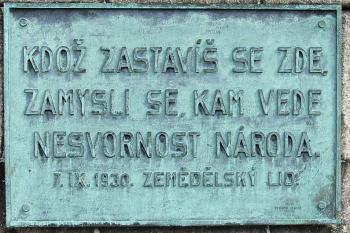 KDOŽ ZASTAVÍŠ SE ZDE,
ZAMYSLI SE, KAM VEDE
NESVORNOST NÁRODA.
7. IX. 1930. ZEMĚDĚLSKÝ LID.